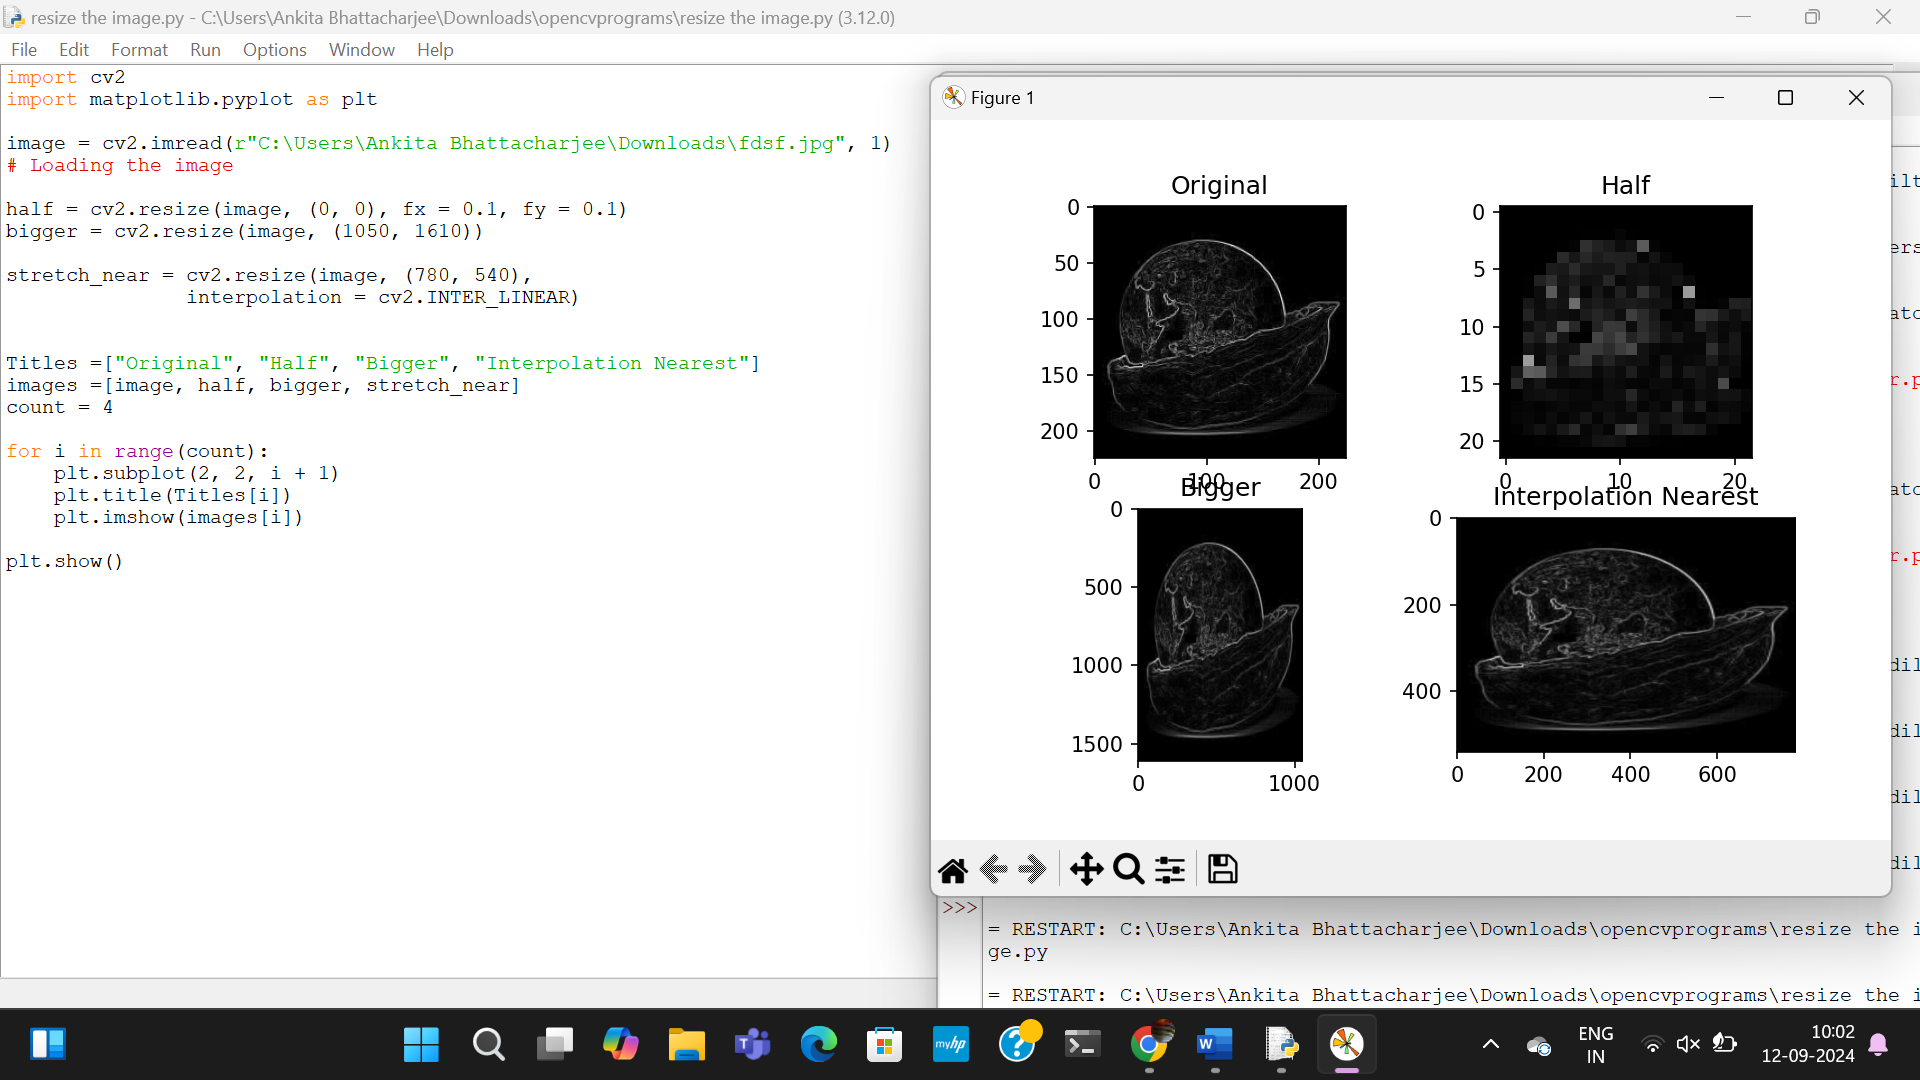 resize the image.py - C:\Users\Ankita Bhattacharjee\Downloads\opencvprograms\resize the image.py (3.12.0)
File Edit Format Run Options Window Help
import cv2
import matplotlib.pyplot as plt
image = cv2.imread(r"C:\Users\Ankita Bhattacharjee\Downloads\fdsf.jpg", 1)
# Loading the image
half = cv2.resize(image, (0, 0), fx = 0.1, fy = 0.1)
bigger = cv2.resize(image, (1050, 1610))
stretch_near = cv2.resize(image, (780, 540),
interpolation = cv2.INTER_LINEAR)
Titles =["Original", "Half", "Bigger", "Interpolation Nearest"]
images =[image, half, bigger, stretch_near]
count = 4
for i in range(count):
plt.subplot(2, 2, i + 1)
plt.title(Titles[i])
plt.imshow(images[i])
plt.show()
Figure 1
Original
0
50
100
150
200
0 100 200
Half
0
5
10
15
20
0 10 20
Bigger
0
500
1000
1500
0 1000
Interpolation Nearest
0
200
400
0 200 400 600
ilt
ers
atc
r.p
atc
r.p
dil
dil
dil
dil
>>>
= RESTART: C:\Users\Ankita Bhattacharjee\Downloads\opencvprograms\resize the i
ge.py
= RESTART: C:\Users\Ankita Bhattacharjee\Downloads\opencvprograms\resize the i
myhp
W
ENG
IN
10:02
12-09-2024